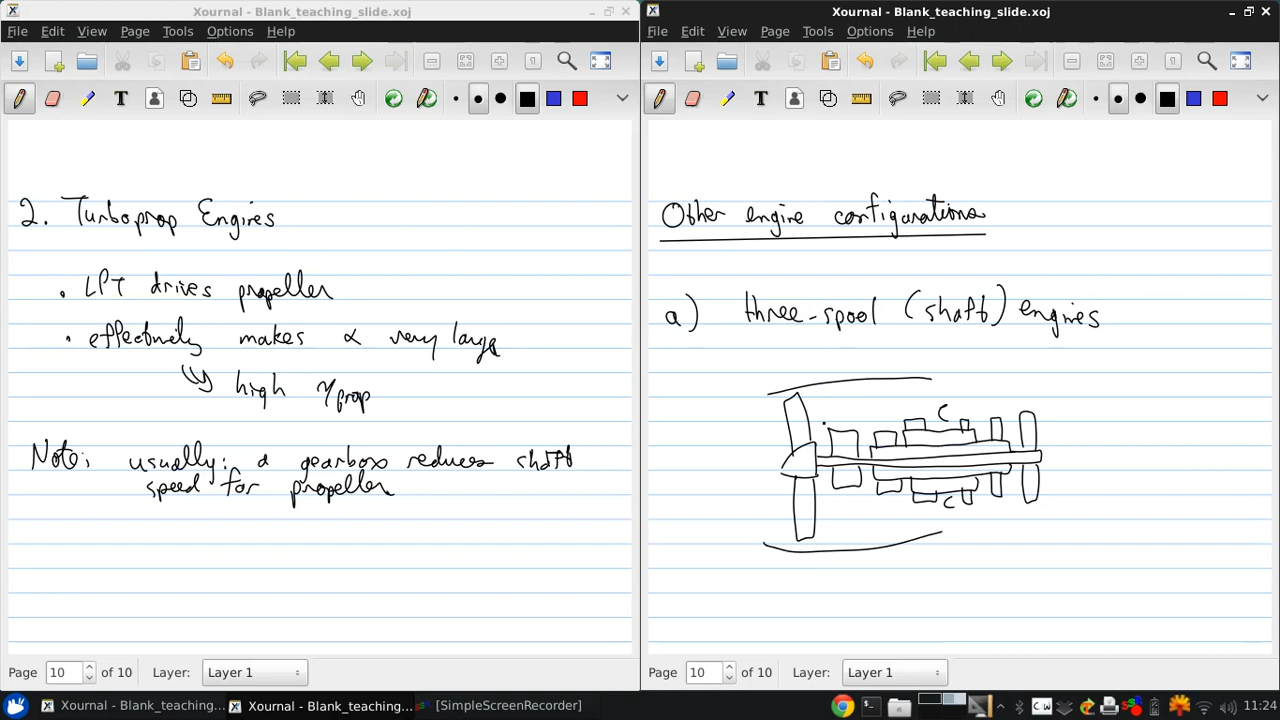 Xournal - Blank_teaching_slide.xoj
File Edit View Page Tools Options Help
2. Turboprop Engines
• LPT drives propeller
• effectively makes α very large
↳ high ηprop
Note: usually: a gearbox reduces shaft
speed for propeller
Page 10 of 10 Layer: Layer 1
Xournal - Blank_teaching_slide.xoj
File Edit View Page Tools Options Help
Other engine configurations
a) three-spool (shaft) engines
C
C
Page 10 of 10 Layer: Layer 1
Xournal - Blank_teaching... Xournal - Blank_teaching... [SimpleScreenRecorder] 11:24